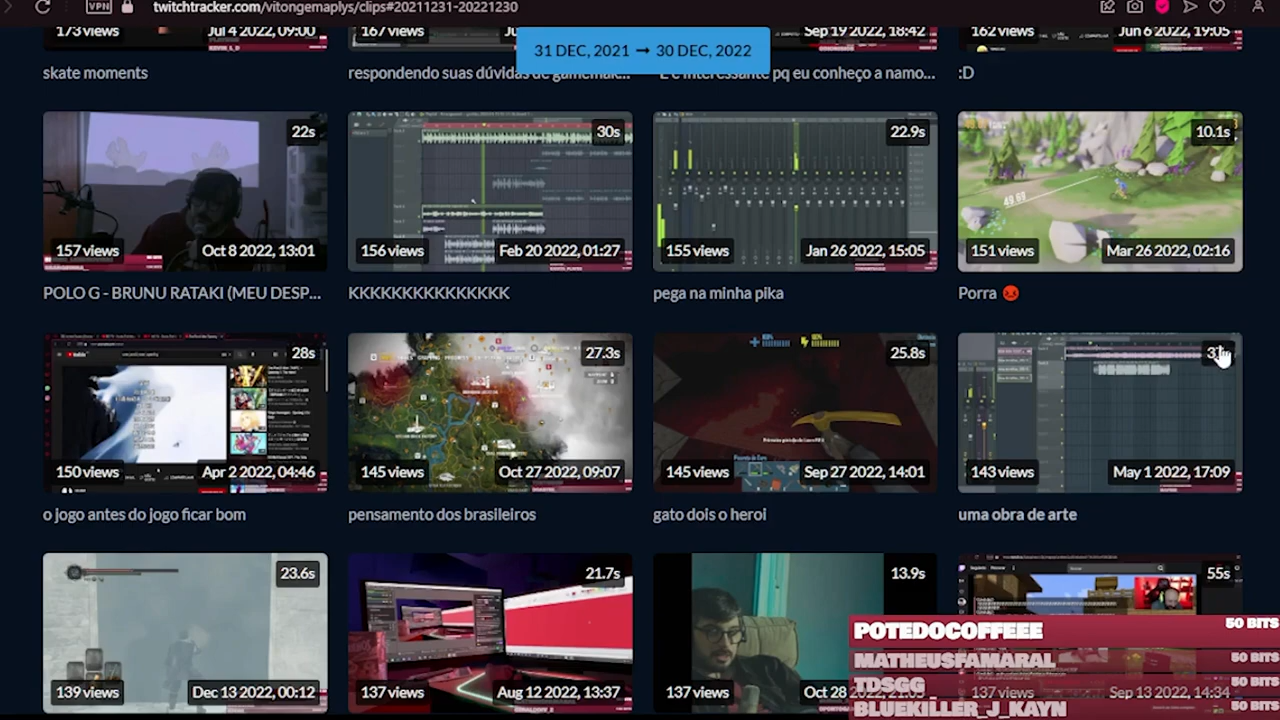 VPN
twitchtracker.com/vitongemaplys/clips#20211231-20221230
31 DEC, 2021 → 30 DEC, 2022
173 views
Jul 4 2022, 09:00
167 views
Sep 19 2022, 18:42
162 views
Jun 6 2022, 19:05
skate moments
respondendo suas dúvidas de gamemak...
E é interessante pq eu conheço a namo...
:D
22s
30s
22.9s
10.1s
49.69
157 views
Oct 8 2022, 13:01
156 views
Feb 20 2022, 01:27
155 views
Jan 26 2022, 15:05
151 views
Mar 26 2022, 02:16
POLO G - BRUNU RATAKI (MEU DESP...
KKKKKKKKKKKKKKK
pega na minha pika
Porra 😡
28s
27.3s
25.8s
150 views
Apr 2 2022, 04:46
145 views
Oct 27 2022, 09:07
145 views
Sep 27 2022, 14:01
143 views
May 1 2022, 17:09
o jogo antes do jogo ficar bom
pensamento dos brasileiros
gato dois o heroi
uma obra de arte
23.6s
21.7s
13.9s
55s
139 views
Dec 13 2022, 00:12
137 views
Aug 12 2022, 13:37
137 views
Oct 28
137 views
Sep 13 2022, 14:34
POTEDOCOFFEEE
50 BITS
MATHEUSFAMARAL
50 BITS
TDSGG
50 BITS
BLUEKILLER_J_KAYN
50 BITS